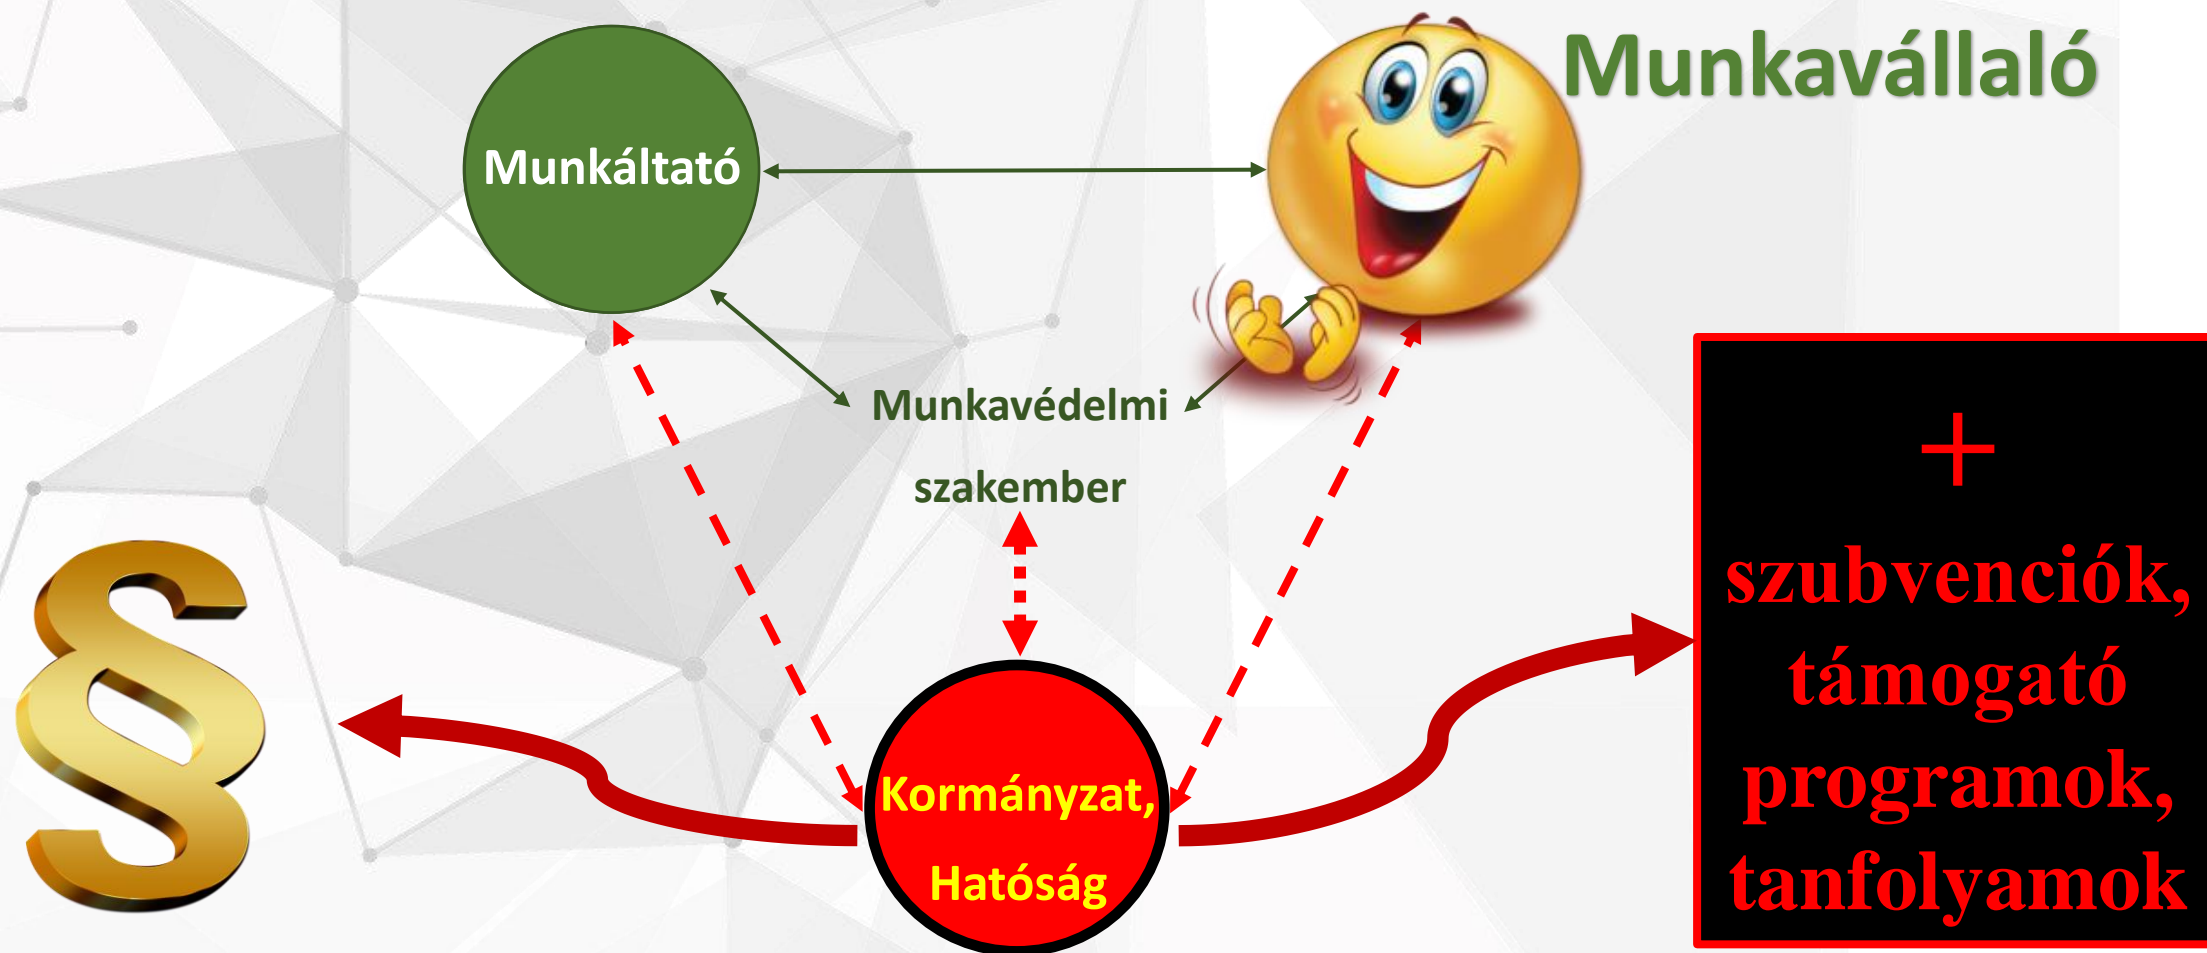 Munkavállaló
Munkáltató
Munkavédelmi
szakember
§
Kormányzat,
Hatóság
+
szubvenciók,
támogató
programok,
tanfolyamok